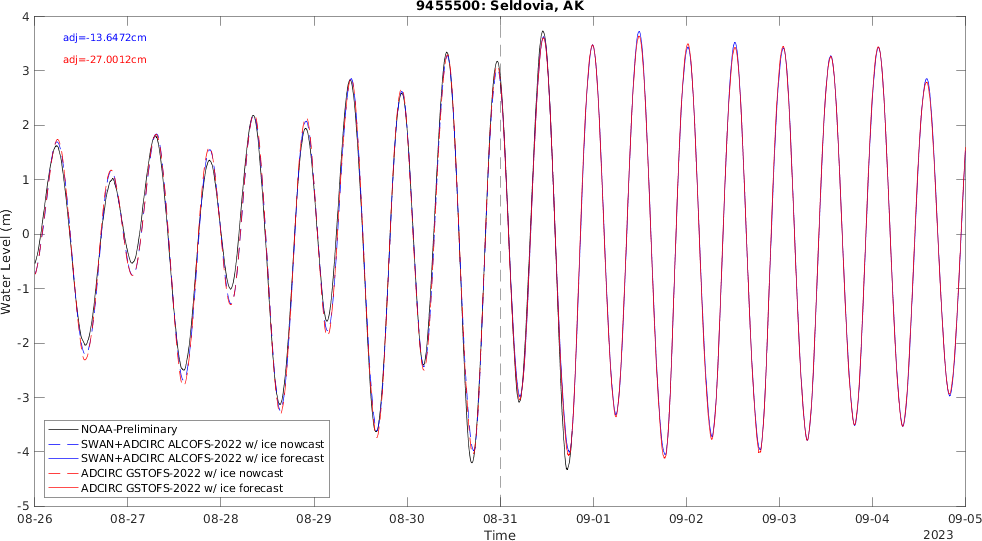 9455500: Seldovia, AK
adj=-13.6472cm
adj=-27.0012cm
4
3
2
1
0
-1
-2
-3
-4
-5
Water Level (m)
NOAA-Preliminary
SWAN+ADCIRC ALCOFS-2022 w/ ice nowcast
SWAN+ADCIRC ALCOFS-2022 w/ ice forecast
ADCIRC GSTOFS-2022 w/ ice nowcast
ADCIRC GSTOFS-2022 w/ ice forecast
08-26 08-27 08-28 08-29 08-30 08-31 09-01 09-02 09-03 09-04 09-05
Time
2023